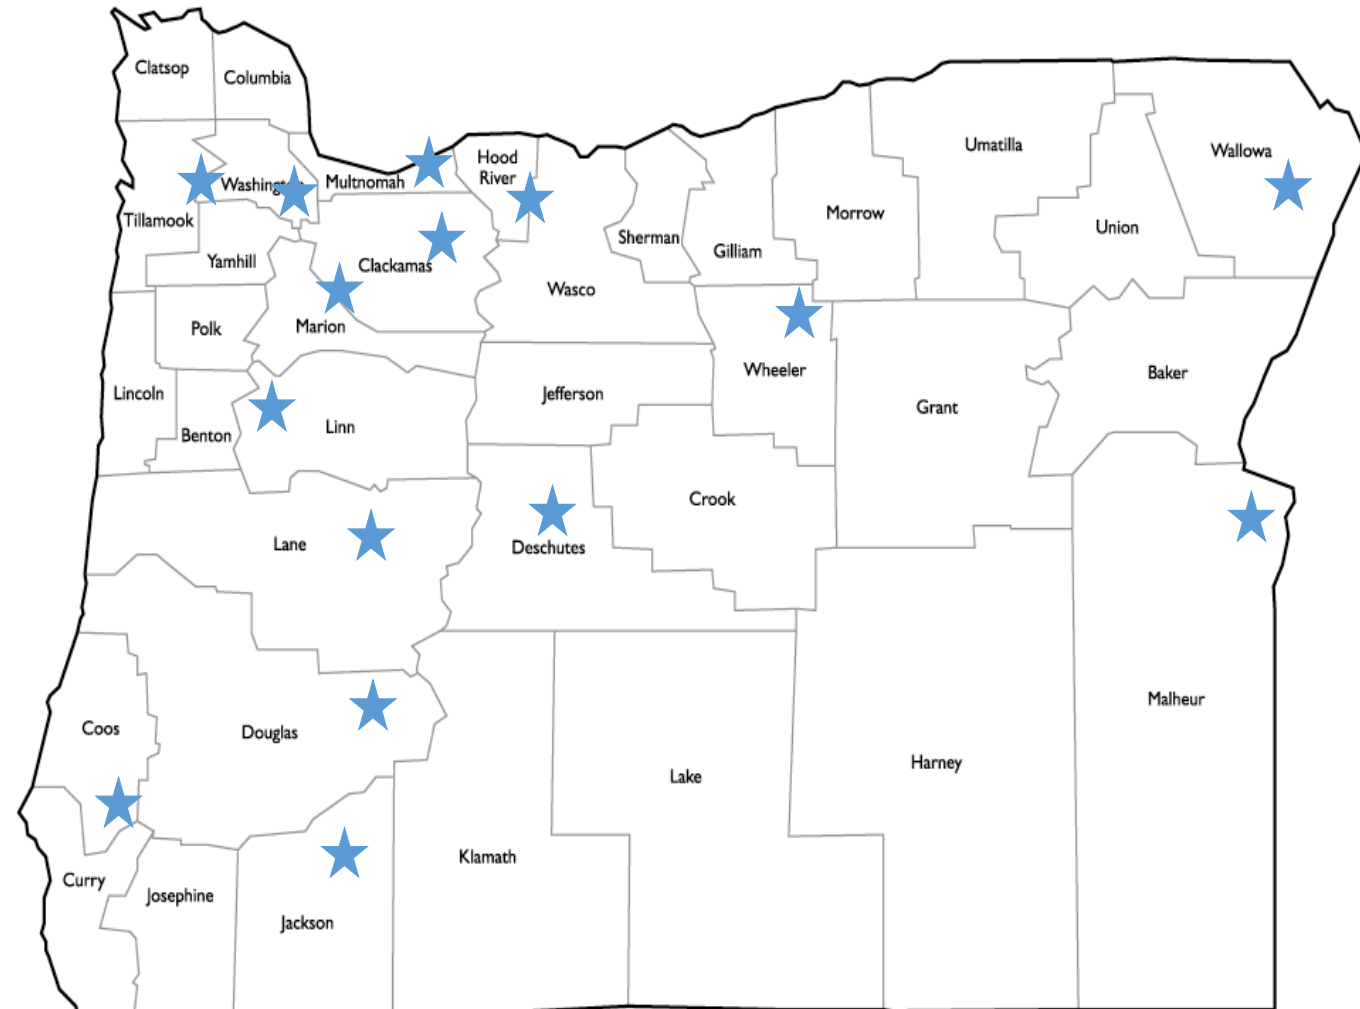 Clatsop
Columbia
Hood
River
Washington
Multnomah
Tillamook
Yamhill
Clackamas
Sherman
Gilliam
Morrow
Umatilla
Union
Wallowa
Wasco
Polk
Marion
Lincoln
Benton
Linn
Jefferson
Wheeler
Grant
Baker
Crook
Lane
Deschutes
Coos
Douglas
Malheur
Lake
Harney
Klamath
Curry
Josephine
Jackson